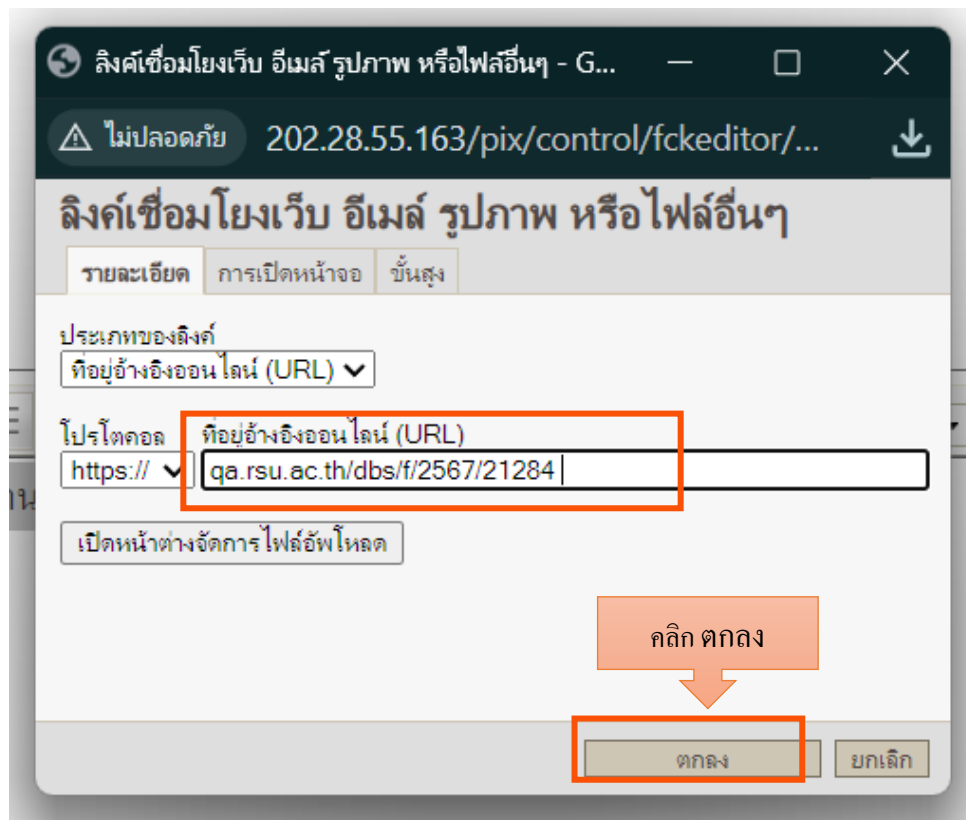 ลิงค์เชื่อมโยงเว็บ อีเมล์ รูปภาพ หรือไฟล์อื่นๆ - G...
ไม่ปลอดภัย 202.28.55.163/pix/control/fckeditor/...
ลิงค์เชื่อมโยงเว็บ อีเมล์ รูปภาพ หรือไฟล์อื่นๆ
รายละเอียด การเปิดหน้าจอ ขั้นสูง
ประเภทของลิงค์
ที่อยู่อ้างอิงออนไลน์ (URL)
โปรโตคอล ที่อยู่อ้างอิงออนไลน์ (URL)
https:// qa.rsu.ac.th/dbs/f/2567/21284
เปิดหน้าต่างจัดการไฟล์อัพโหลด
คลิก ตกลง
ตกลง ยกเลิก